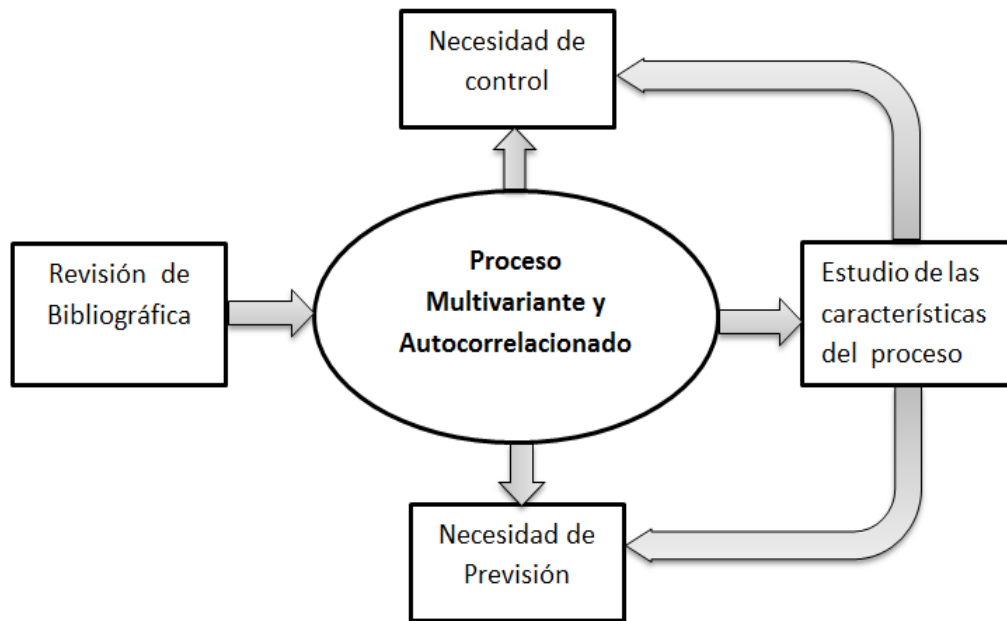 Necesidad de
control
Revisión de
Bibliográfica
Proceso
Multivariante y
Autocorrelacionado
Estudio de las
características
del proceso
Necesidad de
Previsión